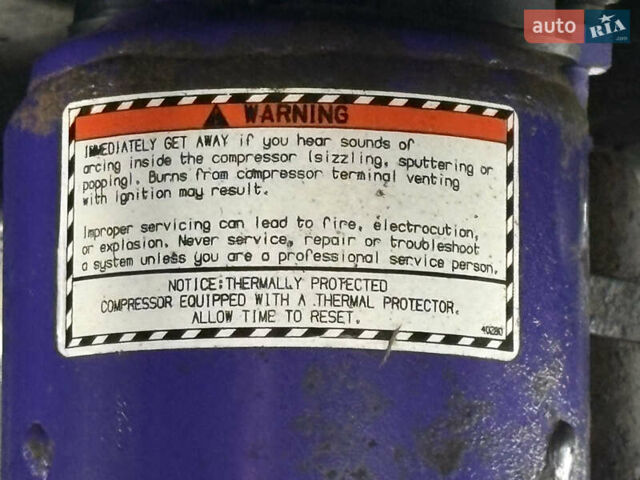 auto RIA .com
WARNING
IMMEDIATELY GET AWAY if you hear sounds of
arcing inside the compressor (sizzling, sputtering or
popping). Burns from compressor terminal venting
with ignition may result.
Improper servicing can lead to fire, electrocution,
or explosion. Never service, repair or troubleshoot
a system unless you are a professional service person.
NOTICE: THERMALLY PROTECTED
COMPRESSOR EQUIPPED WITH A THERMAL PROTECTOR.
ALLOW TIME TO RESET.
40280